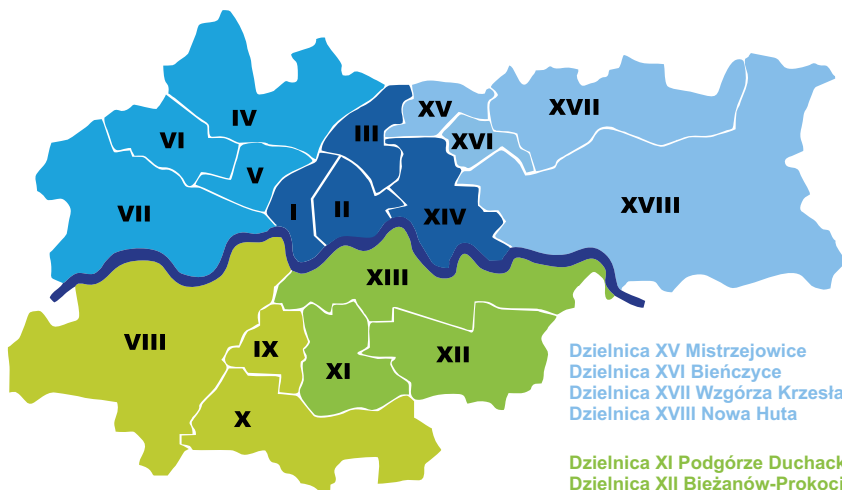 IV
XV
XVII
III
VI
XVI
V
VII
I
II
XIV
XVIII
XIII
VIII
IX
XII
XI
X
Dzielnica XV Mistrzejowice
Dzielnica XVI Bieńczyce
Dzielnica XVII Wzgórza Krzesła
Dzielnica XVIII Nowa Huta
Dzielnica XI Podgórze Duchack
Dzielnica XII Bieżanów-Prokoci